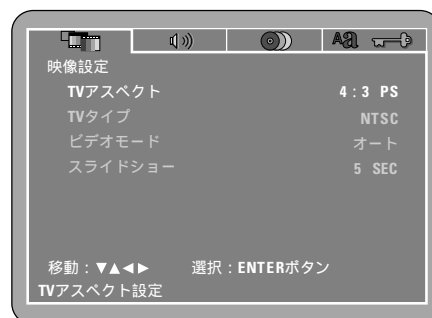 Aあ
映像設定
TVアスペクト 4:3 PS
TVタイプ NTSC
ビデオモード オート
スライドショー 5 SEC
移動:▼▲◀▶ 選択:ENTERボタン
TVアスペクト設定